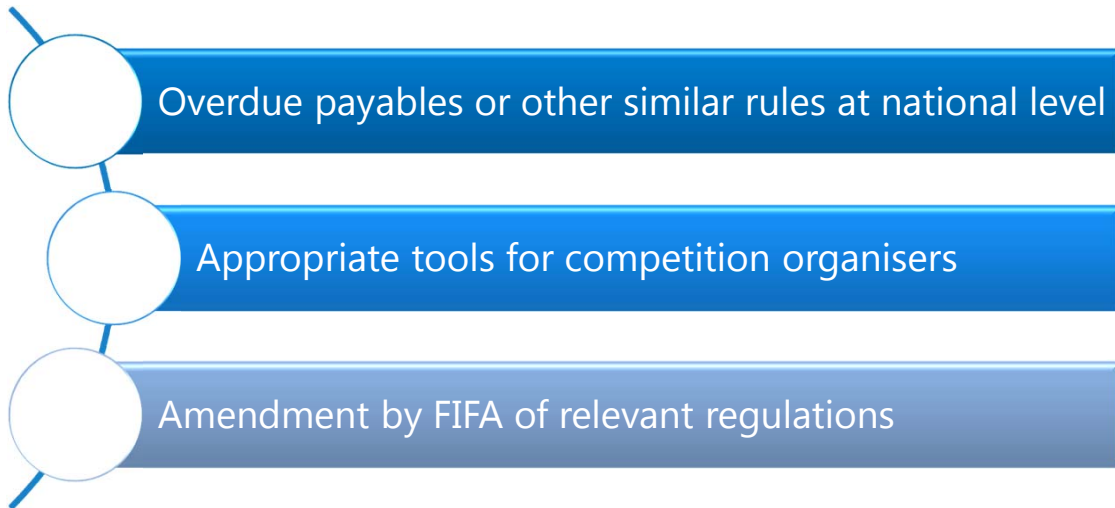 Overdue payables or other similar rules at national level
Appropriate tools for competition organisers
Amendment by FIFA of relevant regulations